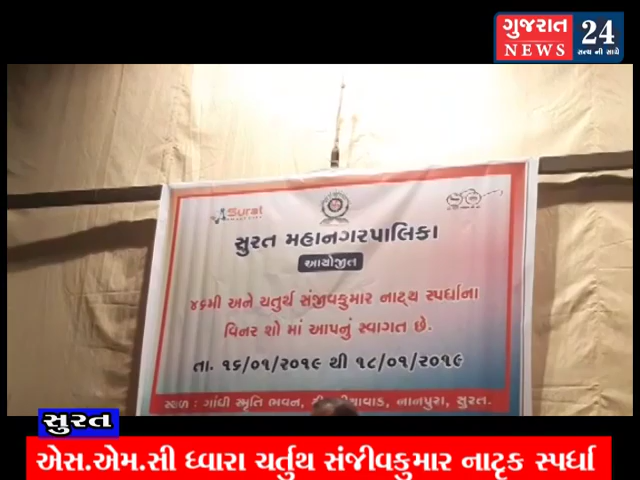 ગુજરાત
NEWS
24
સત્ય ની સાથે
Surat
સુરત મહાનગરપાલિકા
આયોજીત
૪૬મી અને ચતુર્થ સંજીવકુમાર નાટ્ય સ્પર્ધાના
વિનર શો માં આપનું સ્વાગત છે.
તા. ૧૬/૦૧/૨૦૧૯ થી ૧૮/૦૧/૨૦૧૯
સ્થળ : ગાંધી સ્મૃતિ ભવન, નાનપુરા, સુરત.
સુરત
એસ.એમ.સી ધ્વારા ચર્તુથ સંજીવકુમાર નાટૃક સ્પર્ધા